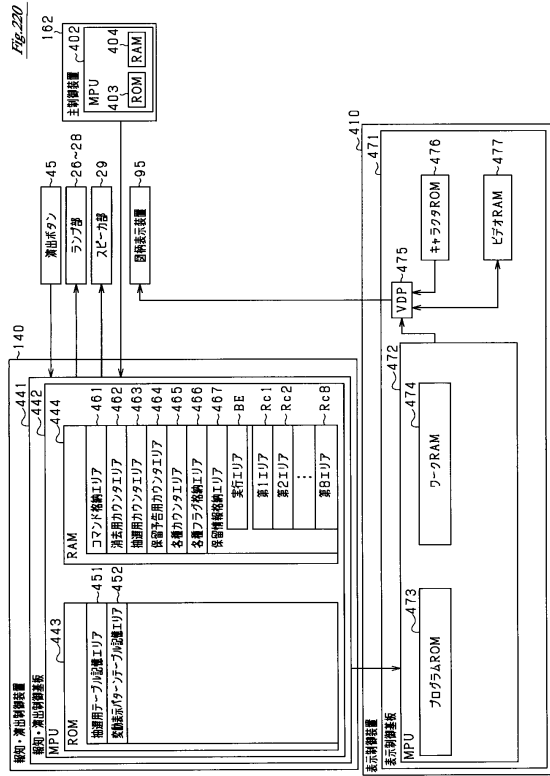 Fig.220
140
441
報知・演出制御装置
442
報知・演出制御基板
MPU
443
ROM
451
抽選用テーブル記憶エリア
452
変動表示パターンテーブル記憶エリア
444
RAM
コマンド格納エリア
461
消去用カウンタエリア
462
抽選用カウンタエリア
463
保留予告用カウンタエリア
464
各種カウンタエリア
465
各種フラグ格納エリア
466
保留情報格納エリア
467
実行エリア
BE
第1エリア
Rc1
第2エリア
Rc2
第8エリア
Rc8
演出ボタン
45
ランプ部
26~28
スピーカ部
29
図柄表示装置
95
162
主制御装置
402
MPU
403
404
ROM
RAM
410
表示制御装置
471
表示制御基板
472
MPU
473
プログラムROM
474
ワークRAM
VDP
475
キャラクタROM
476
ビデオRAM
477